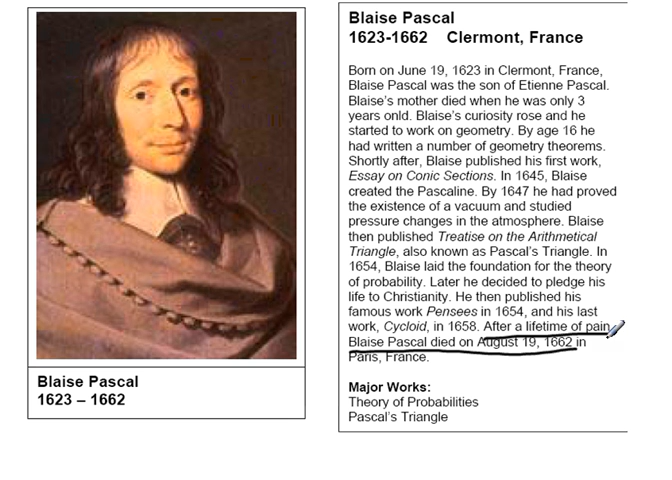 Blaise Pascal
1623 – 1662
Blaise Pascal
1623-1662 Clermont, France
Born on June 19, 1623 in Clermont, France,
Blaise Pascal was the son of Etienne Pascal.
Blaise's mother died when he was only 3
years onld. Blaise's curiosity rose and he
started to work on geometry. By age 16 he
had written a number of geometry theorems.
Shortly after, Blaise published his first work,
Essay on Conic Sections. In 1645, Blaise
created the Pascaline. By 1647 he had proved
the existence of a vacuum and studied
pressure changes in the atmosphere. Blaise
then published Treatise on the Arithmetical
Triangle, also known as Pascal's Triangle. In
1654, Blaise laid the foundation for the theory
of probability. Later he decided to pledge his
life to Christianity. He then published his
famous work Pensees in 1654, and his last
work, Cycloid, in 1658. After a lifetime of pain
Blaise Pascal died on August 19, 1662 in
Paris, France.
Major Works:
Theory of Probabilities
Pascal's Triangle